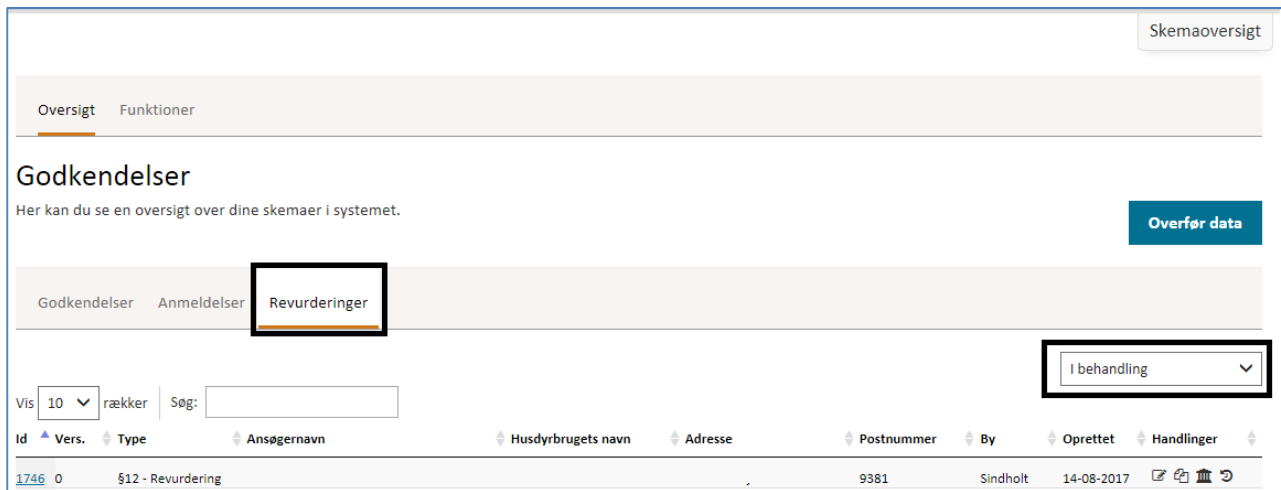 Skemaoversigt
Oversigt Funktioner
Godkendelser
Her kan du se en oversigt over dine skemaer i systemet.
Overfør data
Godkendelser Anmeldelser Revurderinger
I behandling
Vis 10 rækker Søg:
Id Vers. Type Ansøgernavn Husdyrbrugets navn Adresse Postnummer By Oprettet Handlinger
1746 0 §12 - Revurdering , 9381 Sindholt 14-08-2017